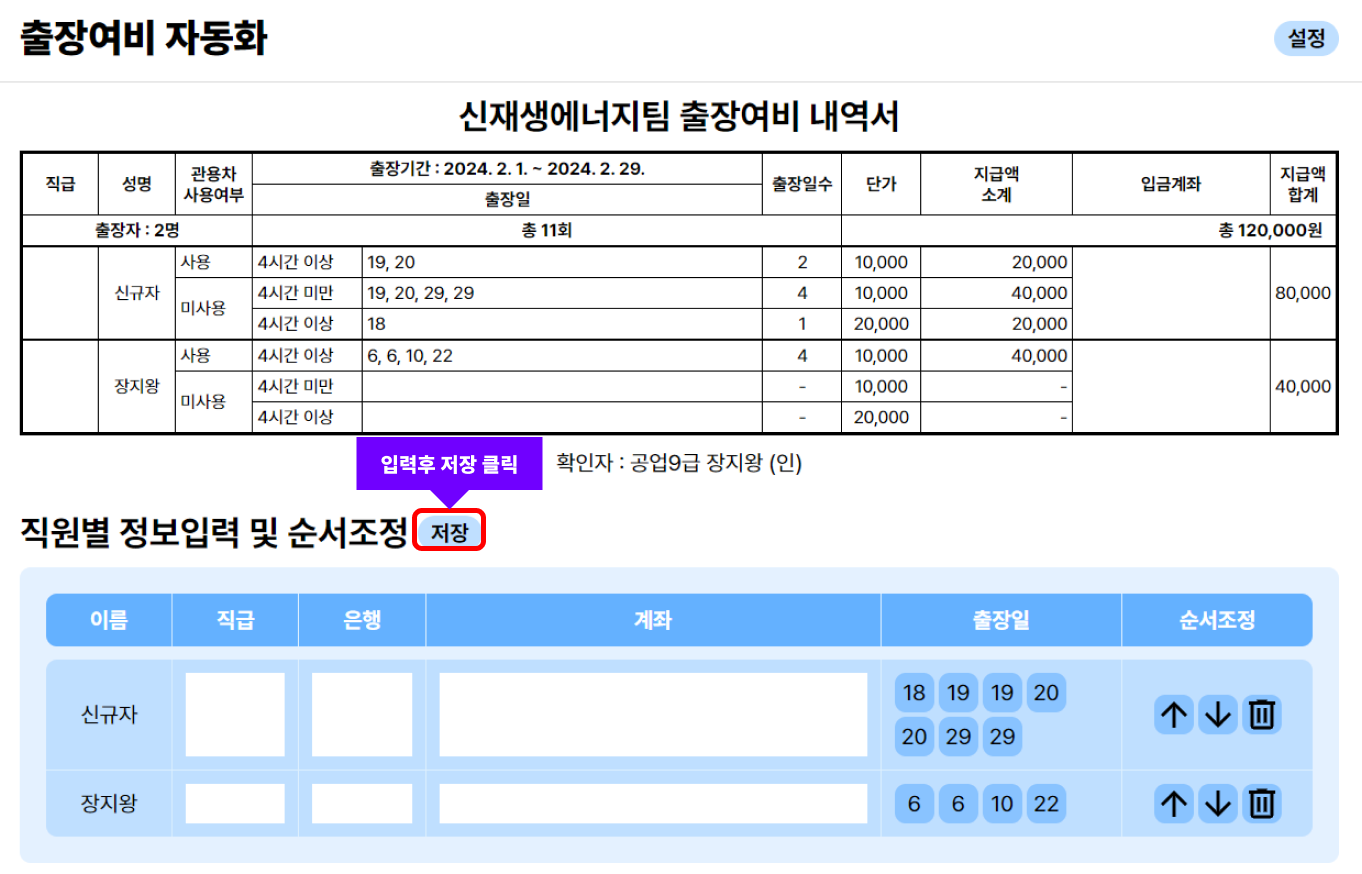 출장여비 자동화
설정
신재생에너지팀 출장여비 내역서
직급 성명 관용차 사용여부 출장기간 : 2024. 2. 1. ~ 2024. 2. 29. 출장일수 단가 지급액 소계 입금계좌 지급액 합계
출장일
출장자 : 2명 총 11회 총 120,000원
신규자 사용 4시간 이상 19, 20 2 10,000 20,000 80,000
미사용 4시간 미만 19, 20, 29, 29 4 10,000 40,000
4시간 이상 18 1 20,000 20,000
장지왕 사용 4시간 이상 6, 6, 10, 22 4 10,000 40,000 40,000
미사용 4시간 미만 - 10,000 -
4시간 이상 - 20,000 -
입력후 저장 클릭
확인자 : 공업9급 장지왕 (인)
직원별 정보입력 및 순서조정 저장
이름 직급 은행 계좌 출장일 순서조정
신규자 18 19 19 20
20 29 29
장지왕 6 6 10 22